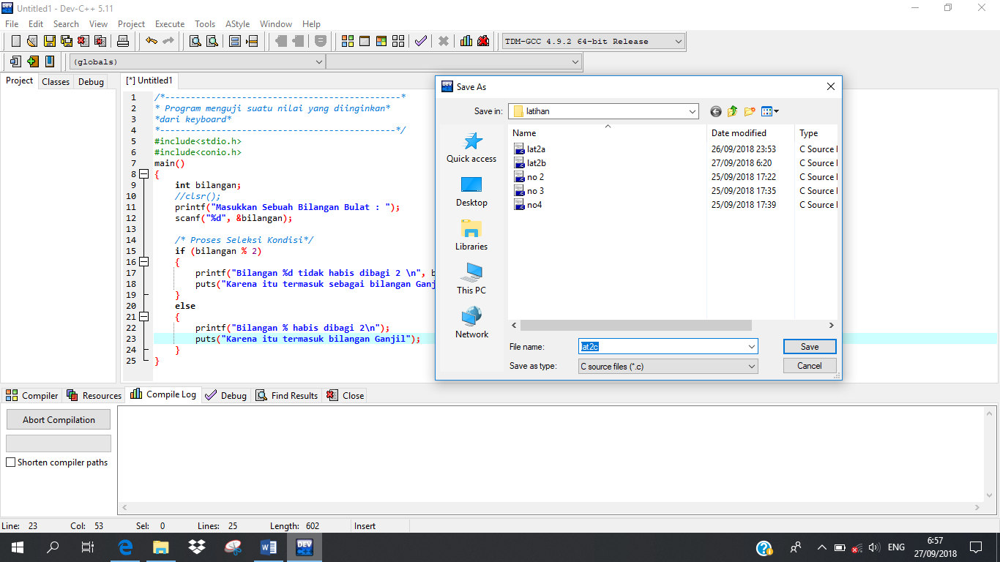 Untitled1 - Dev-C++ 5.11
File Edit Search View Project Execute Tools AStyle Window Help
TDM-GCC 4.9.2 64-bit Release
(globals)
Project Classes Debug
[*] Untitled1
1 /*----------------------------------------------*
2 * Program menguji suatu nilai yang diinginkan*
3 *dari keyboard*
4 *----------------------------------------------*/
5 #include<stdio.h>
6 #include<conio.h>
7 main()
8 {
9 int bilangan;
10 //clsr();
11 printf("Masukkan Sebuah Bilangan Bulat : ");
12 scanf("%d", &bilangan);
13
14 /* Proses Seleksi Kondisi*/
15 if (bilangan % 2)
16 {
17 printf("Bilangan %d tidak habis dibagi 2 \n", b
18 puts("Karena itu termasuk sebagai bilangan Ganj
19 }
20 else
21 {
22 printf("Bilangan % habis dibagi 2\n");
23 puts("Karena itu termasuk bilangan Ganjil");
24 }
25 }
Save As
Save in: latihan
Quick access
Desktop
Libraries
This PC
Network
Name Date modified Type
lat2a 26/09/2018 23:53 C Source
lat2b 27/09/2018 6:20 C Source
no 2 25/09/2018 17:22 C Source
no 3 25/09/2018 17:35 C Source
no4 25/09/2018 17:39 C Source
File name: lat2c Save
Save as type: C source files (*.c) Cancel
Compiler Resources Compile Log Debug Find Results Close
Abort Compilation
Shorten compiler paths
Line: 23 Col: 53 Sel: 0 Lines: 25 Length: 602 Insert
ENG
6:57
27/09/2018